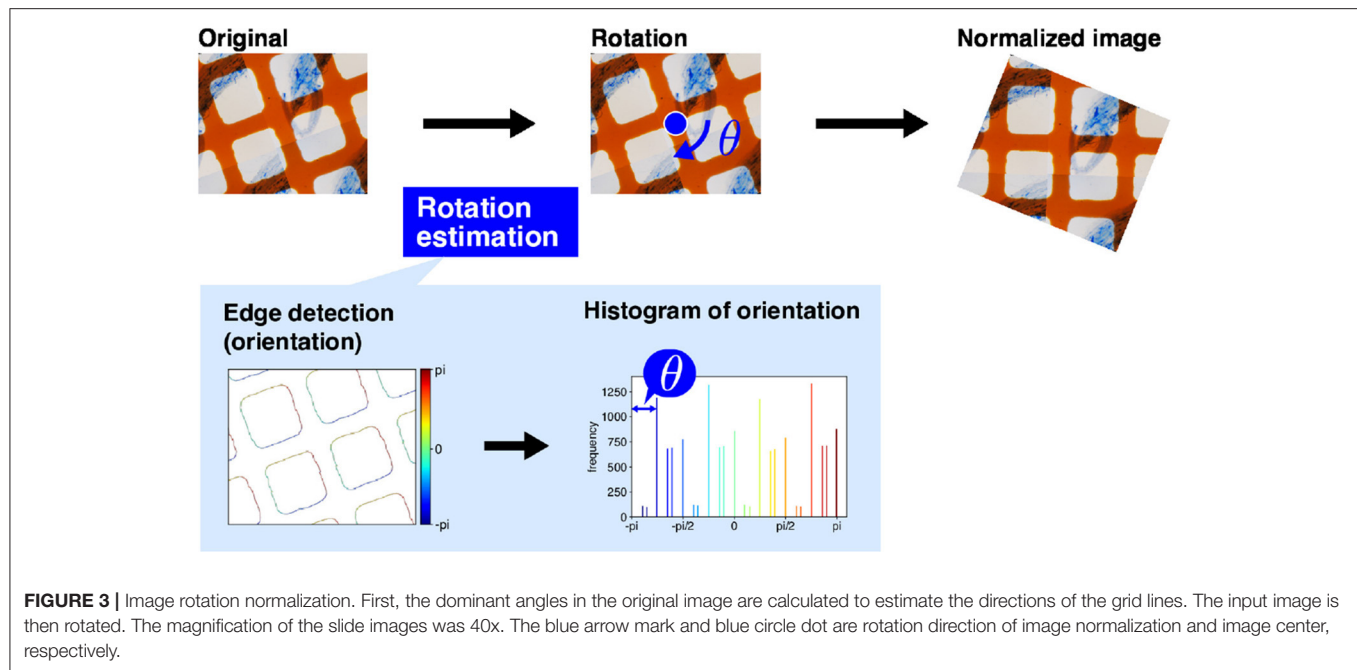 Original
Rotation
Normalized image
θ
Rotation
estimation
Edge detection
(orientation)
Histogram of orientation
pi
0
-pi
θ
frequency
1250
1000
750
500
250
0
-pi
-pi/2
0
pi/2
pi
FIGURE 3 | Image rotation normalization. First, the dominant angles in the original image are calculated to estimate the directions of the grid lines. The input image is
then rotated. The magnification of the slide images was 40x. The blue arrow mark and blue circle dot are rotation direction of image normalization and image center,
respectively.